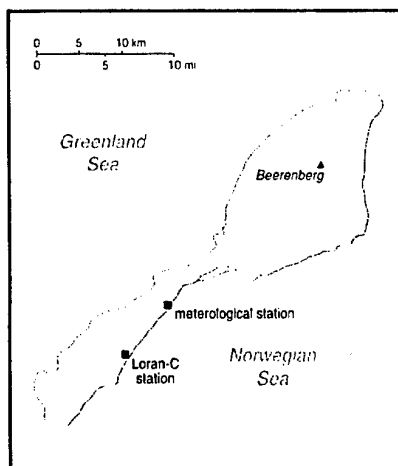 0 5 10 km
0 5 10 mi
Greenland
Sea
Beerenberg
meterological station
Loran-C
station
Norwegian
Sea